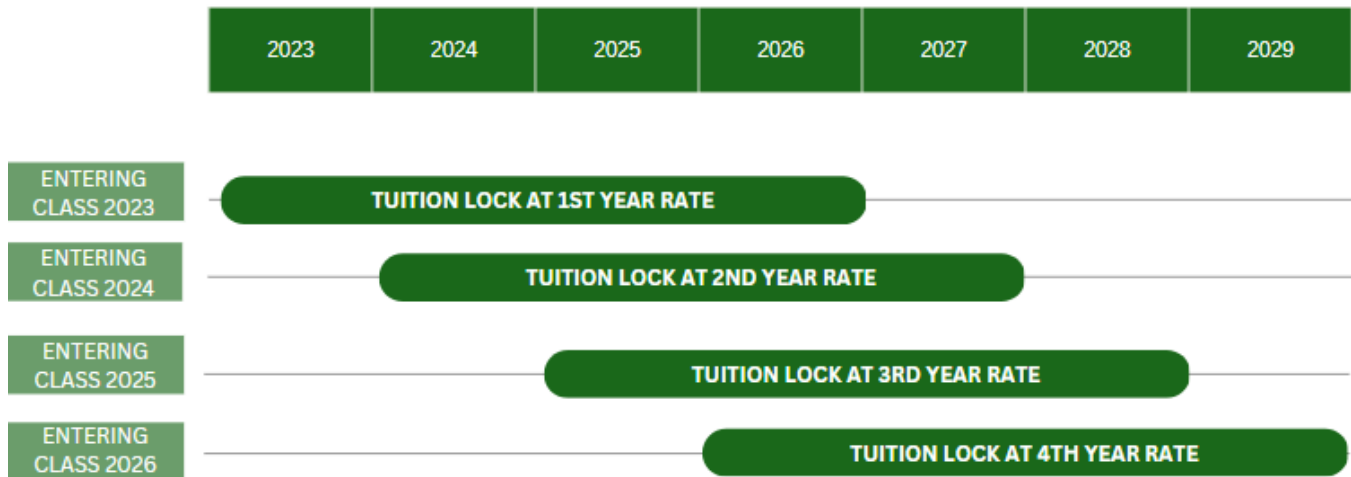 2023 2024 2025 2026 2027 2028 2029
ENTERING
CLASS 2023
TUITION LOCK AT 1ST YEAR RATE
ENTERING
CLASS 2024
TUITION LOCK AT 2ND YEAR RATE
ENTERING
CLASS 2025
TUITION LOCK AT 3RD YEAR RATE
ENTERING
CLASS 2026
TUITION LOCK AT 4TH YEAR RATE